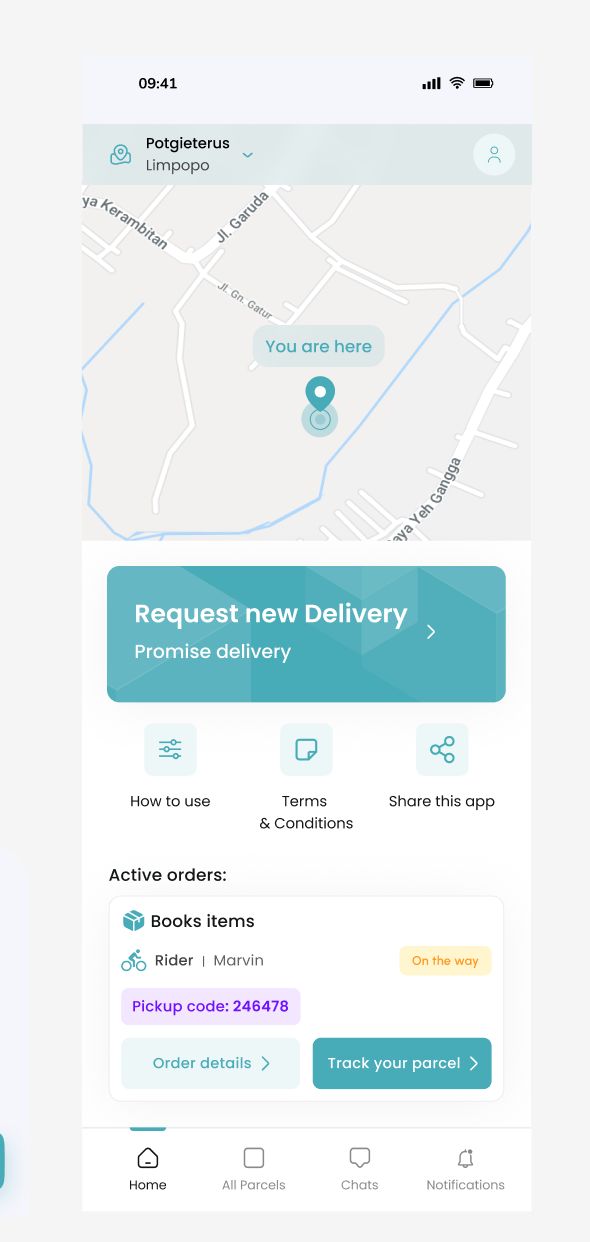 09:41
Potgieterus
Limpopo
ya Kerambitan
Jl. Garuda
Jl. Gn. Gatur
You are here
aya Yeh Gangga
Request new Delivery
Promise delivery
How to use
Terms
& Conditions
Share this app
Active orders:
Books items
Rider | Marvin
On the way
Pickup code: 246478
Order details
Track your parcel
Home
All Parcels
Chats
Notifications